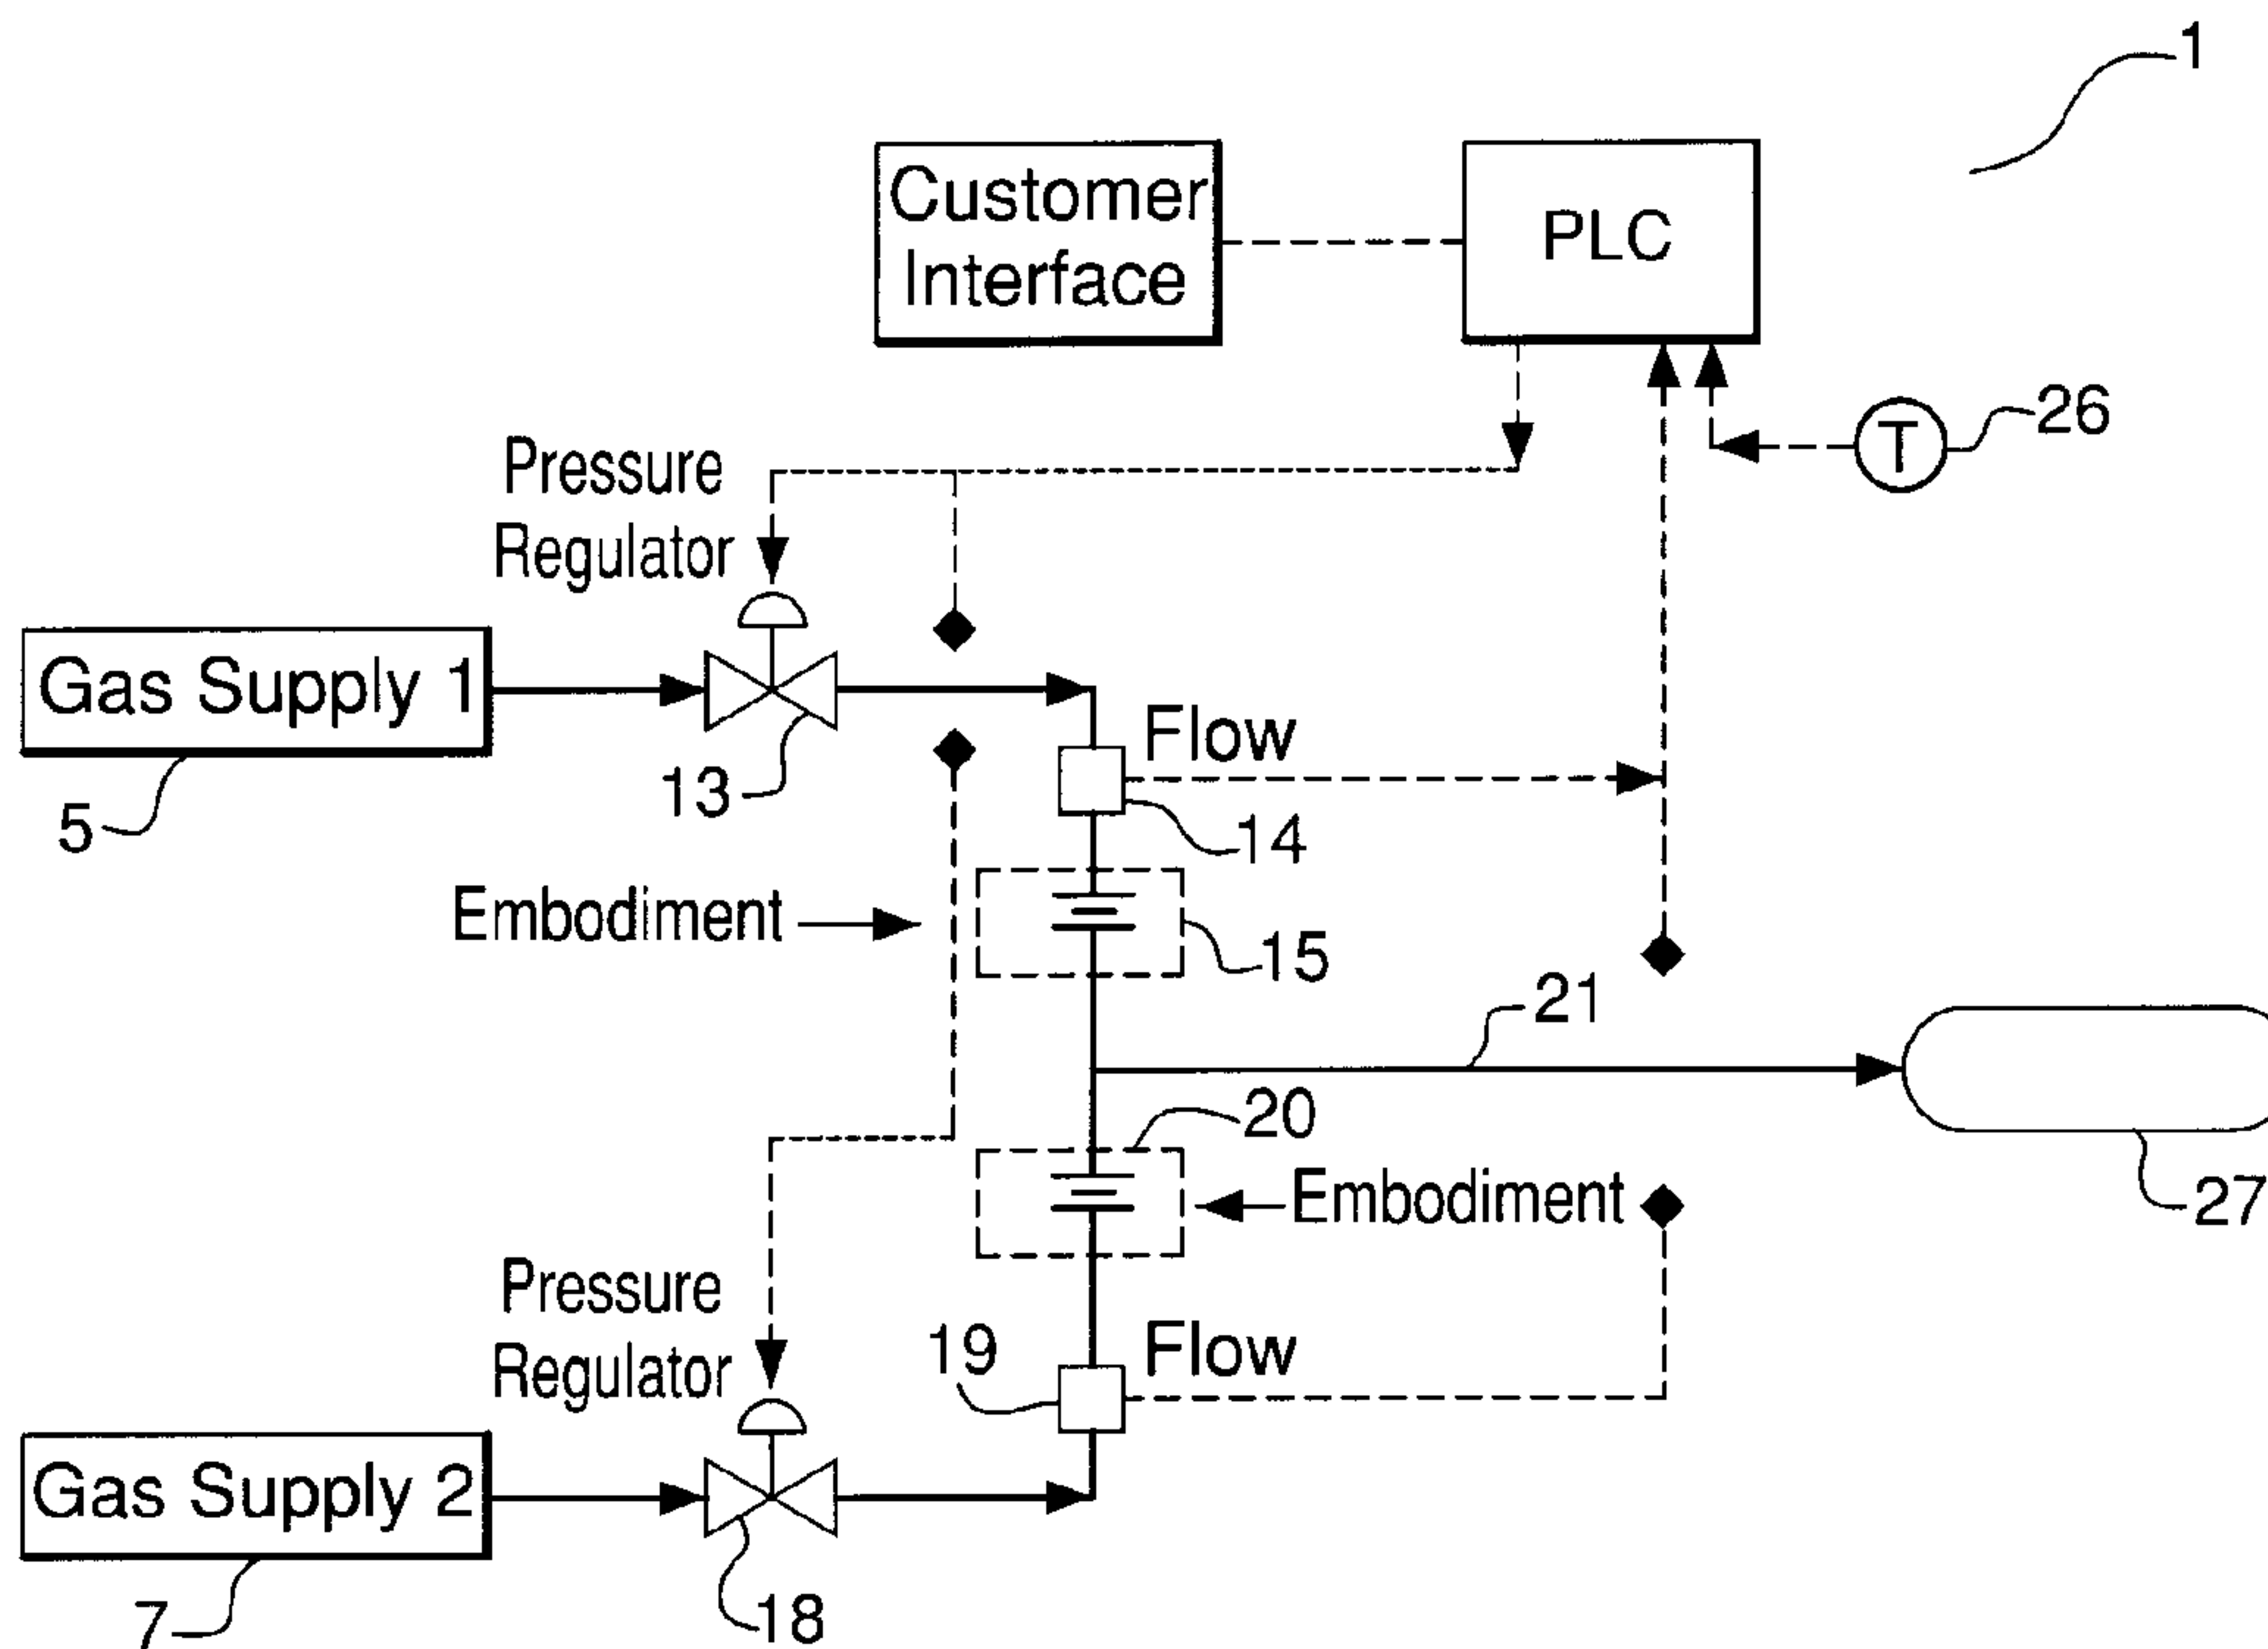 1
Customer
Interface
PLC
26
T
Pressure
Regulator
Gas Supply 1
5
13
Flow
14
Embodiment
15
21
20
Embodiment
27
Pressure
Regulator
19
Flow
Gas Supply 2
7
18